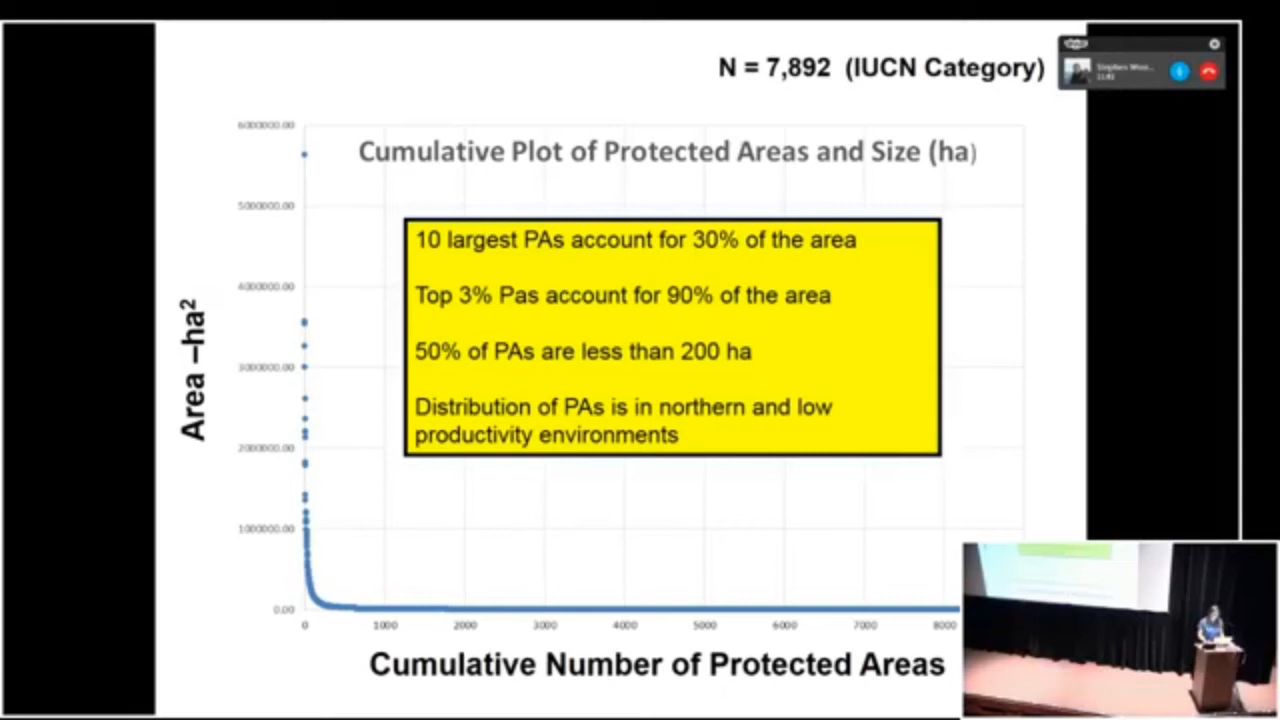 N = 7,892 (IUCN Category)
Cumulative Plot of Protected Areas and Size (ha)
6000000.00
5000000.00
4000000.00
3000000.00
2000000.00
1000000.00
0.00
Area –ha²
10 largest PAs account for 30% of the area
Top 3% Pas account for 90% of the area
50% of PAs are less than 200 ha
Distribution of PAs is in northern and low
productivity environments
0 1000 2000 3000 4000 5000 6000 7000 8000
Cumulative Number of Protected Areas